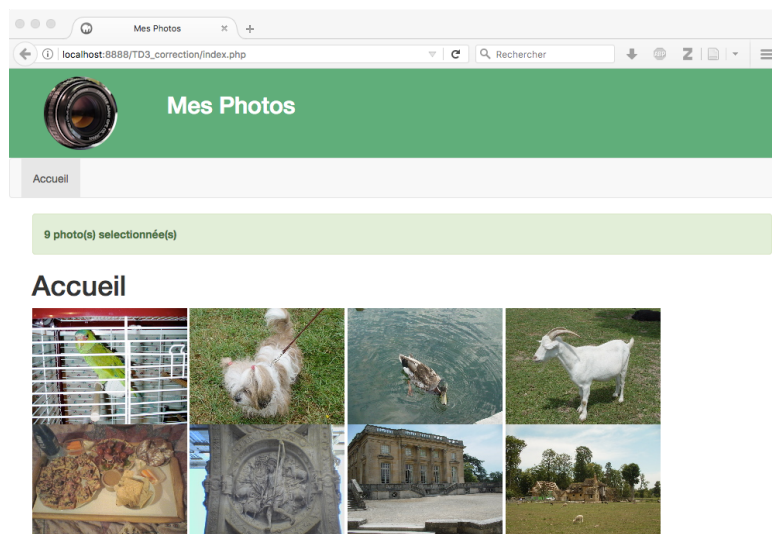 Mes Photos
localhost:8888/TD3_correction/index.php
Rechercher
Mes Photos
Accueil
9 photo(s) selectionnée(s)
Accueil